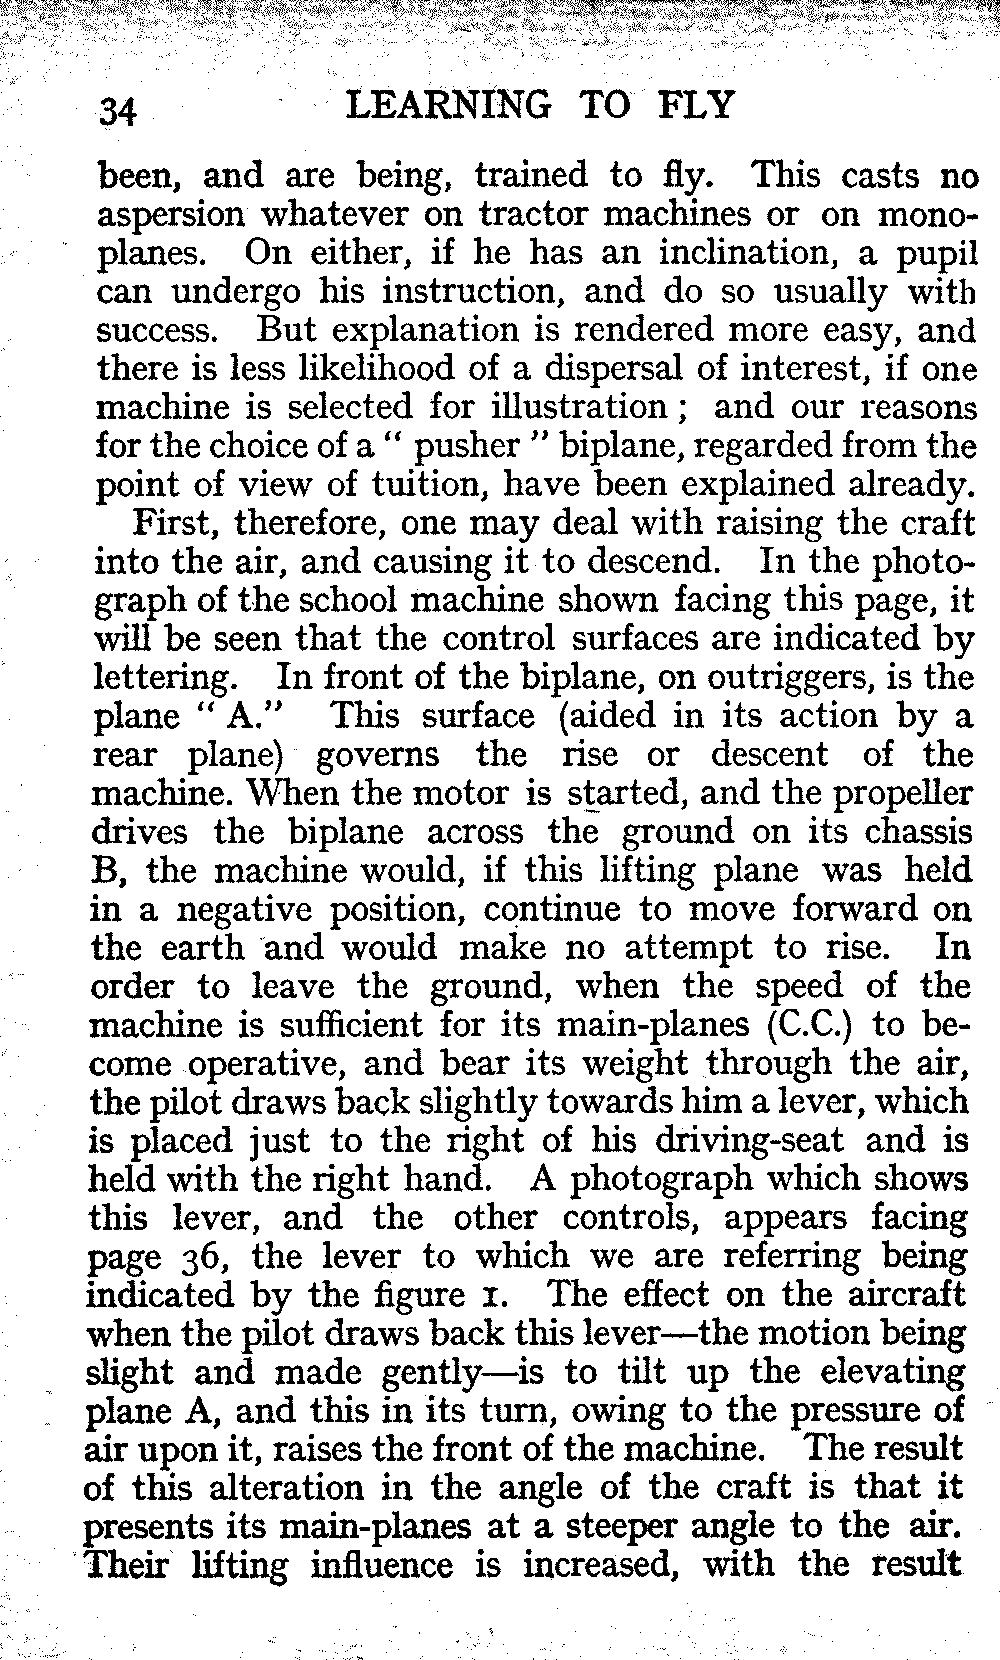 34 LEARNING TO FLY
been, and are being, trained to fly. This casts no
aspersion whatever on tractor machines or on mono-
planes. On either, if he has an inclination, a pupil
can undergo his instruction, and do so usually with
success. But explanation is rendered more easy, and
there is less likelihood of a dispersal of interest, if one
machine is selected for illustration ; and our reasons
for the choice of a “ pusher ” biplane, regarded from the
point of view of tuition, have been explained already.
First, therefore, one may deal with raising the craft
into the air, and causing it to descend. In the photo-
graph of the school machine shown facing this page, it
will be seen that the control surfaces are indicated by
lettering. In front of the biplane, on outriggers, is the
plane “ A.” This surface (aided in its action by a
rear plane) governs the rise or descent of the
machine. When the motor is started, and the propeller
drives the biplane across the ground on its chassis
B, the machine would, if this lifting plane was held
in a negative position, continue to move forward on
the earth and would make no attempt to rise. In
order to leave the ground, when the speed of the
machine is sufficient for its main-planes (C.C.) to be-
come operative, and bear its weight through the air,
the pilot draws back slightly towards him a lever, which
is placed just to the right of his driving-seat and is
held with the right hand. A photograph which shows
this lever, and the other controls, appears facing
page 36, the lever to which we are referring being
indicated by the figure 1. The effect on the aircraft
when the pilot draws back this lever—the motion being
slight and made gently—is to tilt up the elevating
plane A, and this in its turn, owing to the pressure of
air upon it, raises the front of the machine. The result
of this alteration in the angle of the craft is that it
presents its main-planes at a steeper angle to the air.
Their lifting influence is increased, with the result